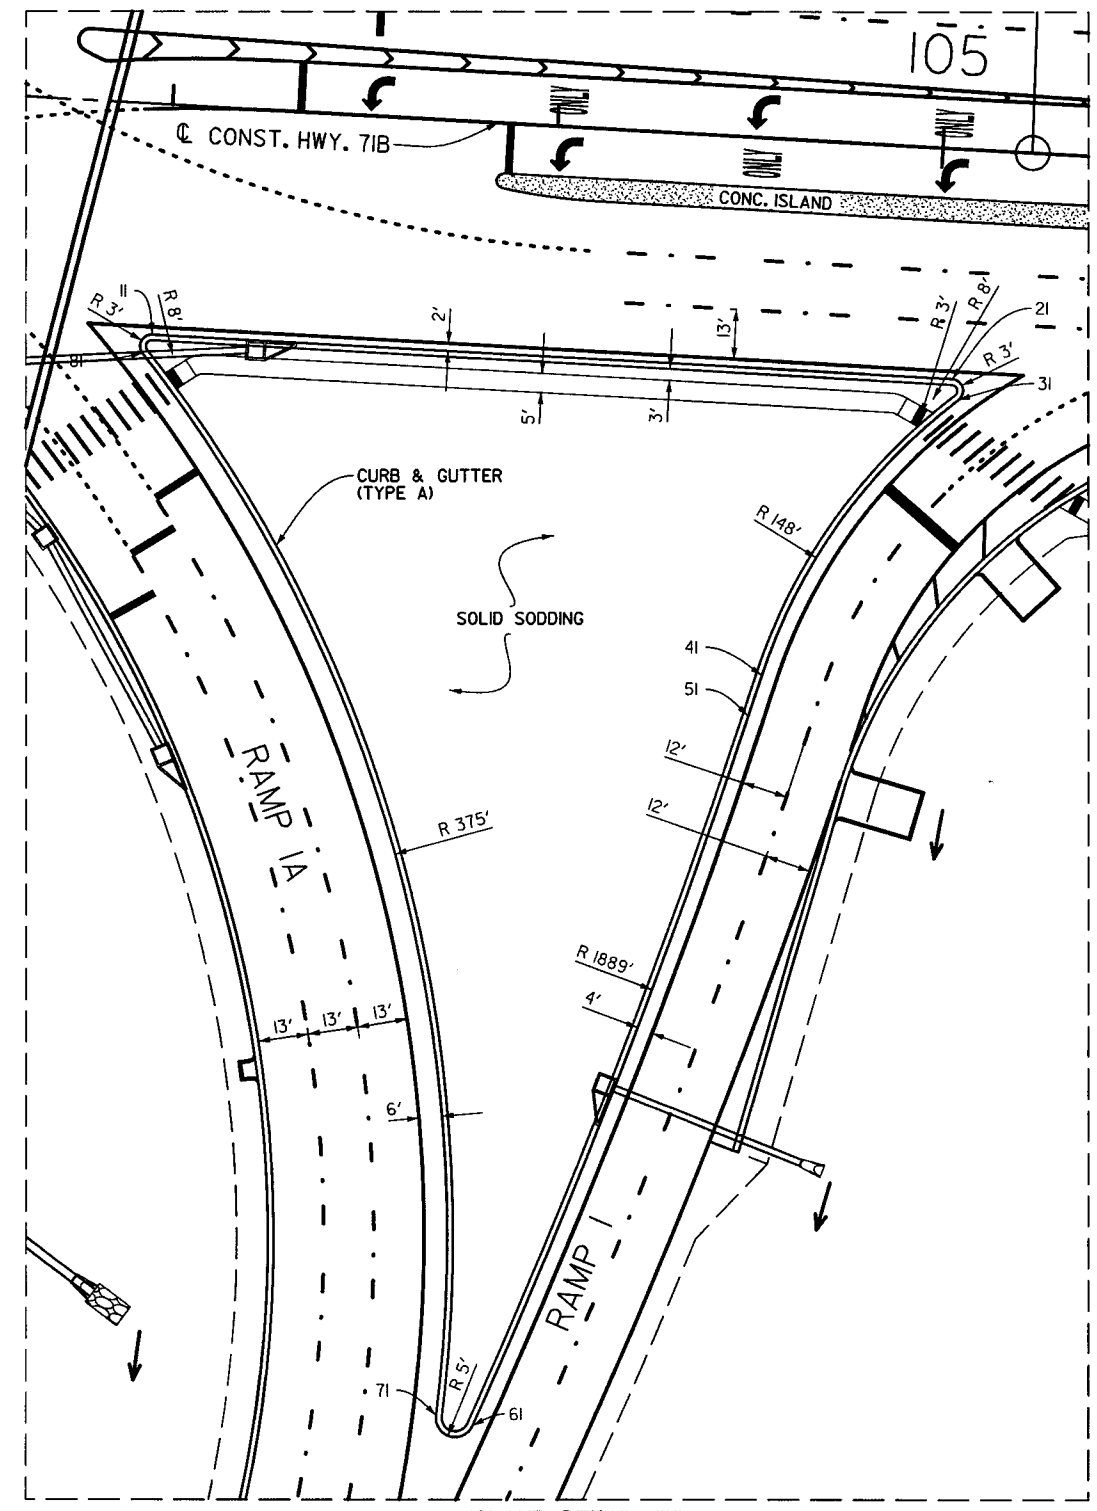 105
ONLY
ONLY
℄ CONST. HWY. 71B
ONLY
CONC. ISLAND
11
R 3'
R 8'
2'
13'
R 3'
R 8'
21
R 3'
31
81
5'
3'
CURB & GUTTER
(TYPE A)
R 148'
SOLID SODDING
41
51
12'
12'
RAMP 1A
R 375'
R 1889'
4'
13'
13'
13'
6'
RAMP 1
R 5'
71
61